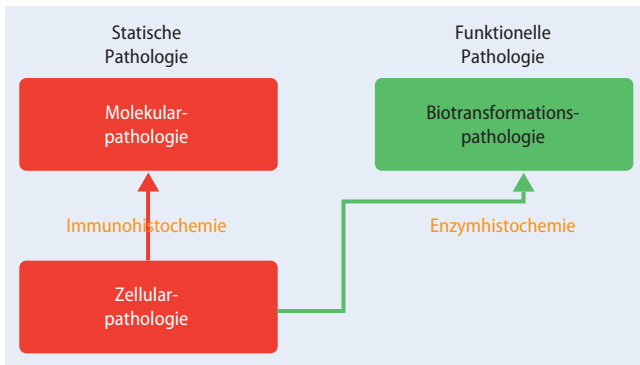 Statische
Pathologie
Funktionelle
Pathologie
Molekular-
pathologie
Biotransformations-
pathologie
Immunohistochemie
Enzymhistochemie
Zellular-
pathologie